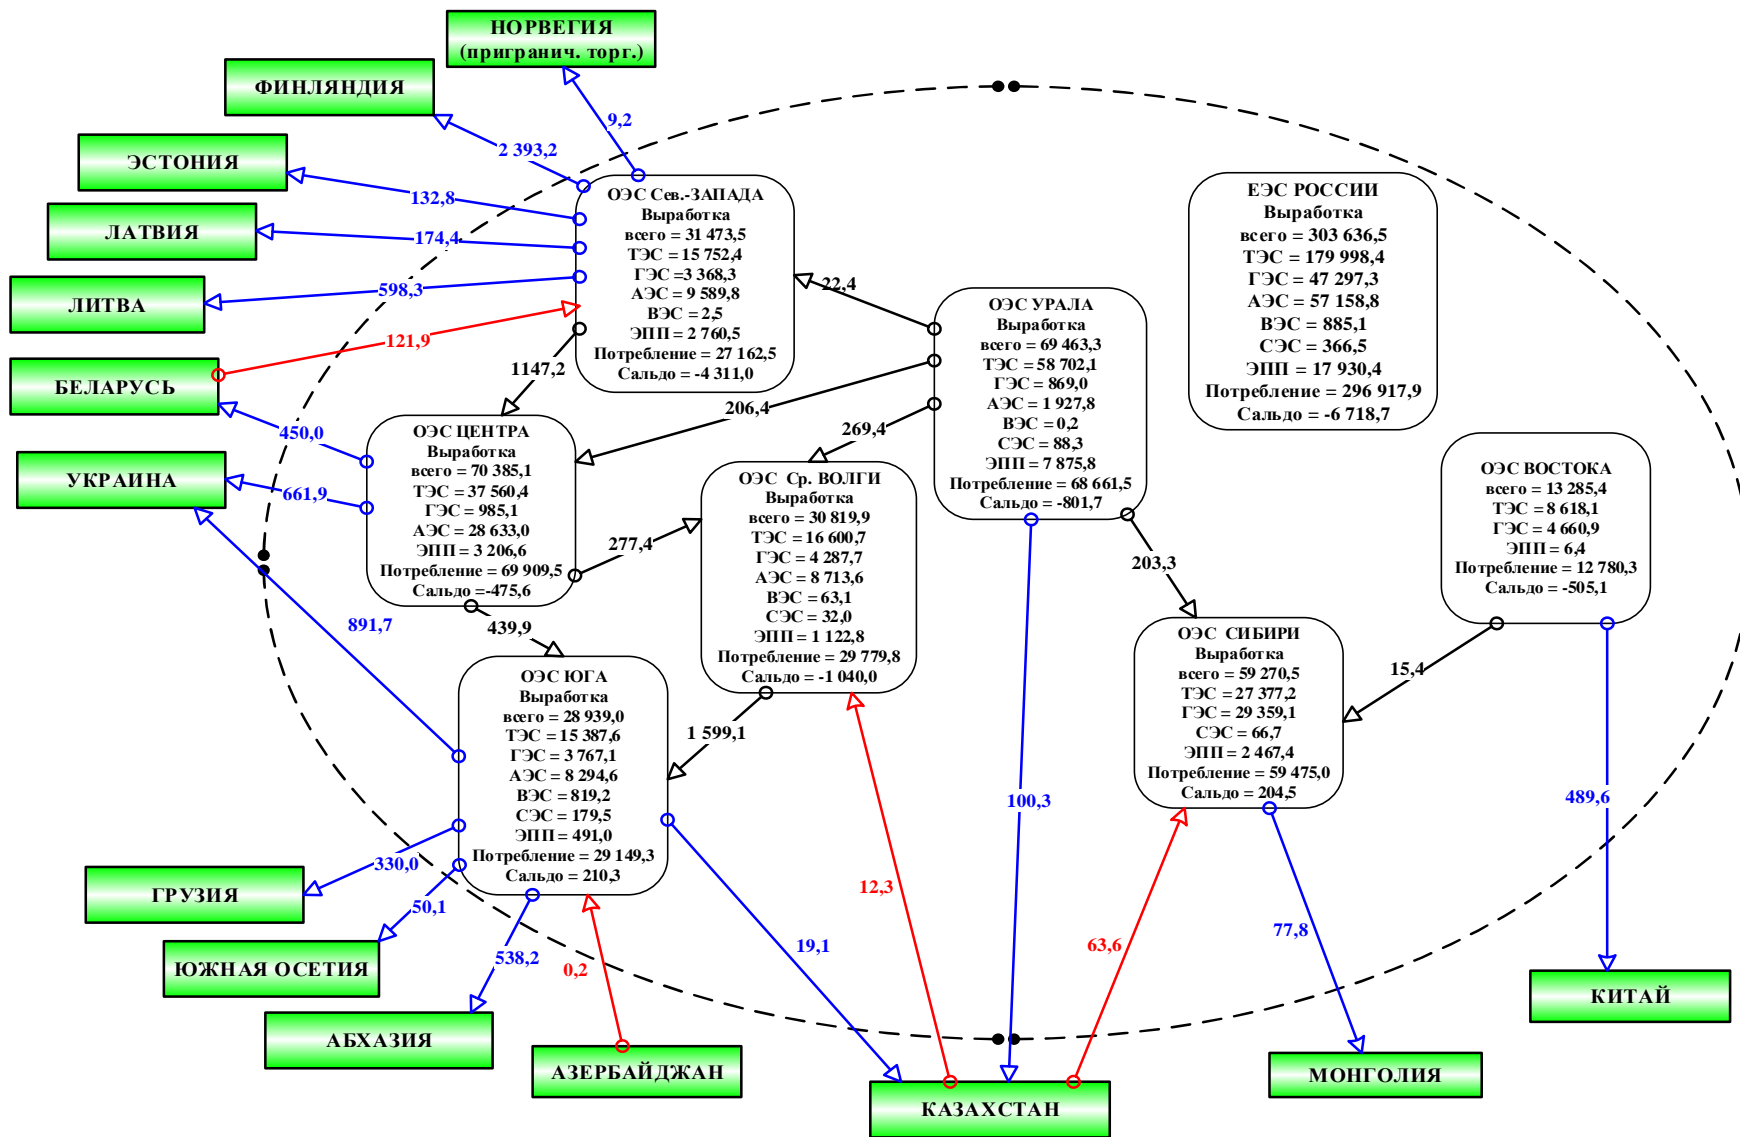 НОРВЕГИЯ
(пригранич. торг.)
ФИНЛЯНДИЯ
9,2
2 393,2
ЭСТОНИЯ
132,8
ЛАТВИЯ
174,4
ЛИТВА
598,3
121,9
БЕЛАРУСЬ
450,0
УКРАИНА
661,9
891,7
ОЭС Сев.-ЗАПАДА
Выработка
всего = 31 473,5
ТЭС = 15 752,4
ГЭС =3 368,3
АЭС = 9 589,8
ВЭС = 2,5
ЭПП = 2 760,5
Потребление = 27 162,5
Сальдо = -4 311,0
22,4
1147,2
206,4
269,4
ОЭС УРАЛА
Выработка
всего = 69 463,3
ТЭС = 58 702,1
ГЭС = 869,0
АЭС = 1 927,8
ВЭС = 0,2
СЭС = 88,3
ЭПП = 7 875,8
Потребление = 68 661,5
Сальдо = -801,7
ЕЭС РОССИИ
Выработка
всего = 303 636,5
ТЭС = 179 998,4
ГЭС = 47 297,3
АЭС = 57 158,8
ВЭС = 885,1
СЭС = 366,5
ЭПП = 17 930,4
Потребление = 296 917,9
Сальдо = -6 718,7
ОЭС ЦЕНТРА
Выработка
всего = 70 385,1
ТЭС = 37 560,4
ГЭС = 985,1
АЭС = 28 633,0
ЭПП = 3 206,6
Потребление = 69 909,5
Сальдо =-475,6
277,4
439,9
ОЭС Ср. ВОЛГИ
Выработка
всего = 30 819,9
ТЭС = 16 600,7
ГЭС = 4 287,7
АЭС = 8 713,6
ВЭС = 63,1
СЭС = 32,0
ЭПП = 1 122,8
Потребление = 29 779,8
Сальдо = -1 040,0
203,3
ОЭС ВОСТОКА
всего = 13 285,4
ТЭС = 8 618,1
ГЭС = 4 660,9
ЭПП = 6,4
Потребление = 12 780,3
Сальдо = -505,1
15,4
1 599,1
ОЭС ЮГА
Выработка
всего = 28 939,0
ТЭС = 15 387,6
ГЭС = 3 767,1
АЭС = 8 294,6
ВЭС = 819,2
СЭС = 179,5
ЭПП = 491,0
Потребление = 29 149,3
Сальдо = 210,3
ОЭС СИБИРИ
Выработка
всего = 59 270,5
ТЭС = 27 377,2
ГЭС = 29 359,1
СЭС = 66,7
ЭПП = 2 467,4
Потребление = 59 475,0
Сальдо = 204,5
100,3
489,6
330,0
ГРУЗИЯ
50,1
12,3
19,1
63,6
77,8
ЮЖНАЯ ОСЕТИЯ
538,2
0,2
КИТАЙ
АБХАЗИЯ
АЗЕРБАЙДЖАН
МОНГОЛИЯ
КАЗАХСТАН